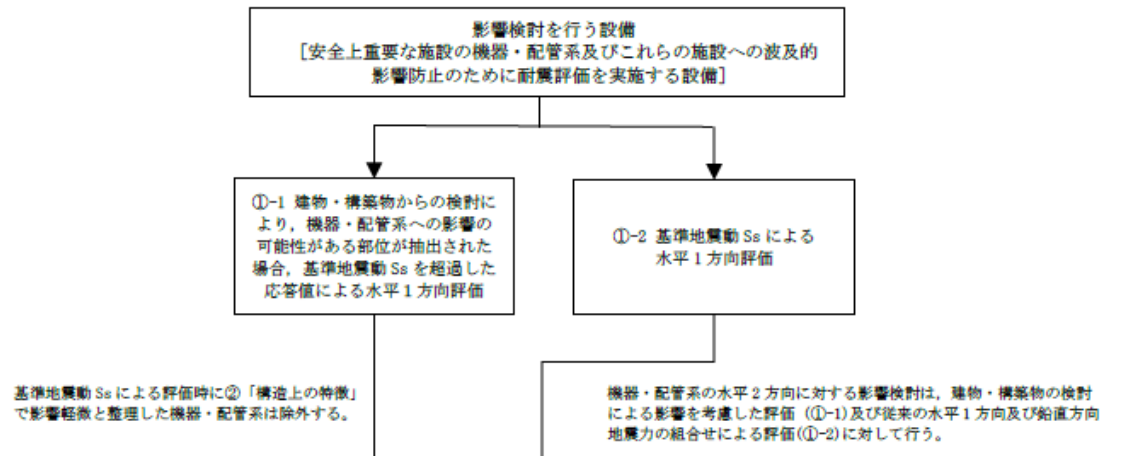 影響検討を行う設備
[安全上重要な施設の機器・配管系及びこれらの施設への波及的
影響防止のために耐震評価を実施する設備]
①-1 建物・構築物からの検討に
より，機器・配管系への影響の
可能性がある部位が抽出された
場合，基準地震動 Ss を超過した
応答値による水平１方向評価
①-2 基準地震動 Ss による
水平１方向評価
基準地震動 Ss による評価時に②「構造上の特徴」
で影響軽微と整理した機器・配管系は除外する。
機器・配管系の水平２方向に対する影響検討は，建物・構築物の検討
による影響を考慮した評価 (①-1)及び従来の水平１方向及び鉛直方向
地震力の組合せによる評価(①-2)に対して行う。